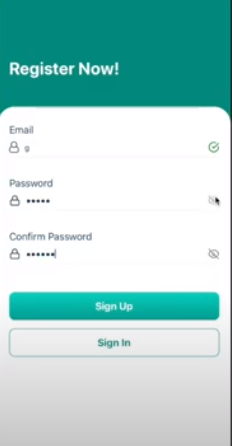 Register Now!
Email
g
Password
•••••
Confirm Password
••••••
Sign Up
Sign In